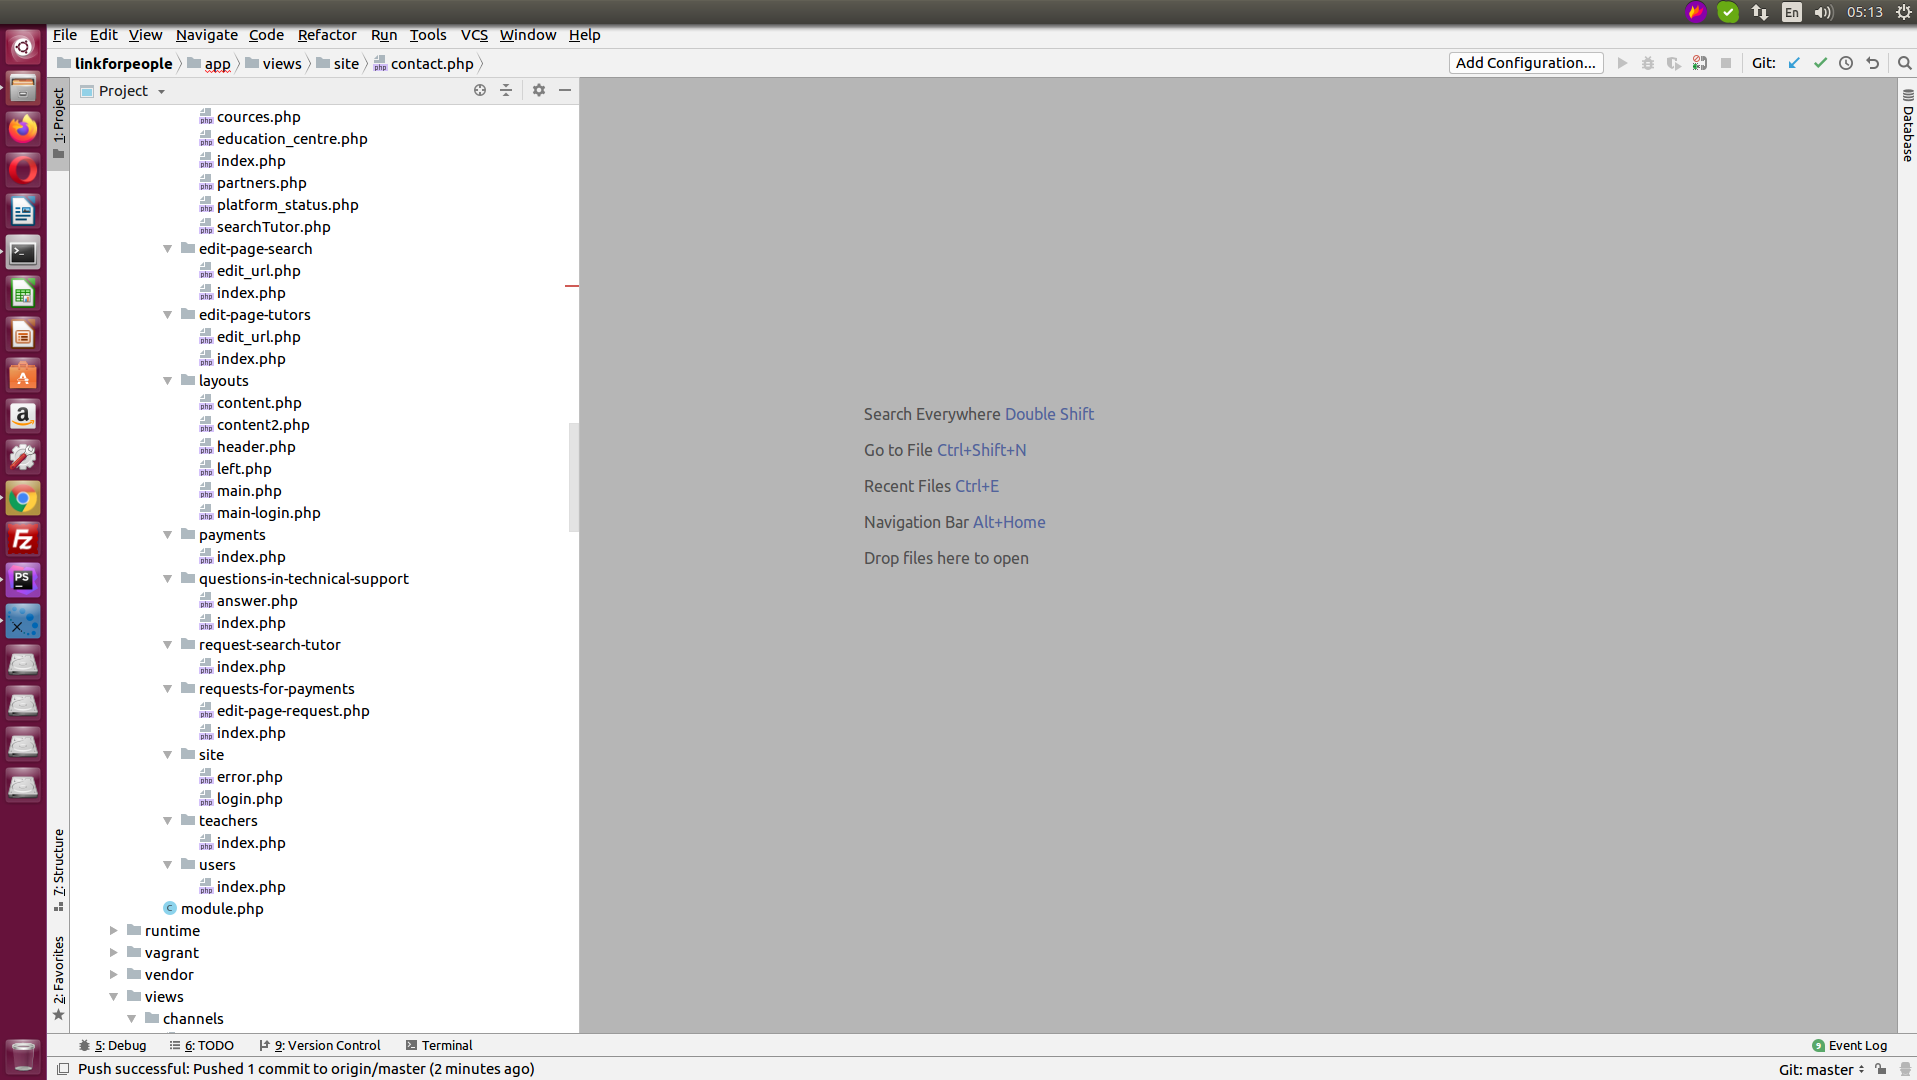 En 05:13
File Edit View Navigate Code Refactor Run Tools VCS Window Help
linkforpeople app views site contact.php Add Configuration... Git:
1: Project
Project
cources.php
education_centre.php
index.php
partners.php
platform_status.php
searchTutor.php
edit-page-search
edit_url.php
index.php
edit-page-tutors
edit_url.php
index.php
layouts
content.php
content2.php
header.php
left.php
main.php
main-login.php
payments
index.php
questions-in-technical-support
answer.php
index.php
request-search-tutor
index.php
requests-for-payments
edit-page-request.php
index.php
site
error.php
login.php
teachers
index.php
users
index.php
module.php
runtime
vagrant
vendor
views
channels
7: Structure
2: Favorites
Search Everywhere Double Shift
Go to File Ctrl+Shift+N
Recent Files Ctrl+E
Navigation Bar Alt+Home
Drop files here to open
Database
5: Debug 6: TODO 9: Version Control Terminal 9 Event Log
Push successful: Pushed 1 commit to origin/master (2 minutes ago) Git: master